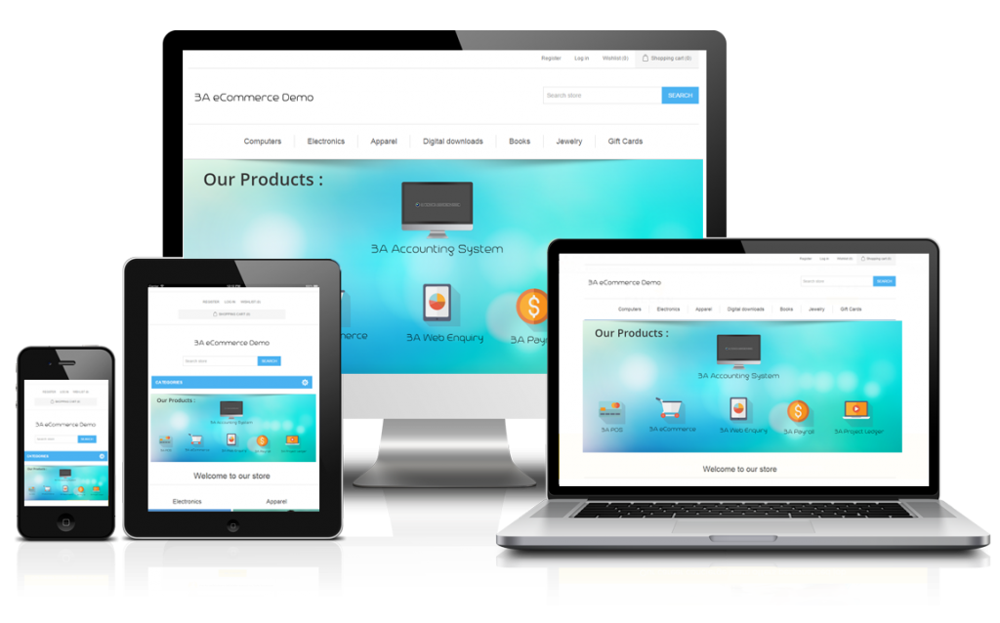 Register Log in Wishlist (0) Shopping cart (0)
3A eCommerce Demo
Search store SEARCH
Computers Electronics Apparel Digital downloads Books Jewelry Gift Cards
Our Products :
3A Accounting System
merce 3A Web Enquiry 3A Pay
REGISTER LOG IN WISHLIST (0)
SHOPPING CART (0)
3A eCommerce Demo
Search store SEARCH
CATEGORIES
Our Products :
3A Accounting System
Welcome to our store
Electronics Apparel
REGISTER LOG IN WISHLIST (0)
SHOPPING CART (0)
3A eCommerce Demo
Search store SEARCH
CATEGORIES
Our Products :
Register Log in Wishlist (0) Shopping cart (0)
3A eCommerce Demo
Search store SEARCH
Computers Electronics Apparel Digital downloads Books Jewelry Gift Cards
Our Products :
3A Accounting System
3A POS 3A eCommerce 3A Web Enquiry 3A Payroll 3A Project Ledger
Welcome to our store